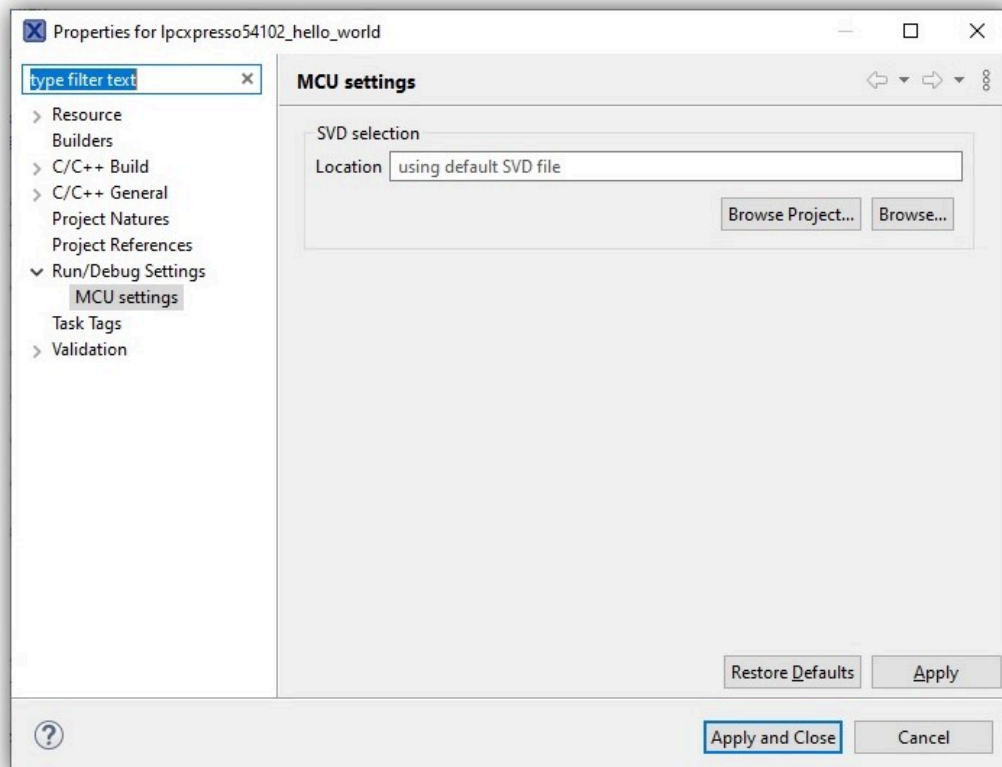 Properties for lpcxpresso54102_hello_world
type filter text
Resource
Builders
C/C++ Build
C/C++ General
Project Natures
Project References
Run/Debug Settings
MCU settings
Task Tags
Validation
MCU settings
SVD selection
Location using default SVD file
Browse Project... Browse...
Restore Defaults Apply
Apply and Close Cancel